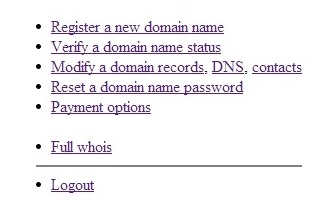 Register a new domain name
Verify a domain name status
Modify a domain records, DNS, contacts
Reset a domain name password
Payment options
Full whois
Logout